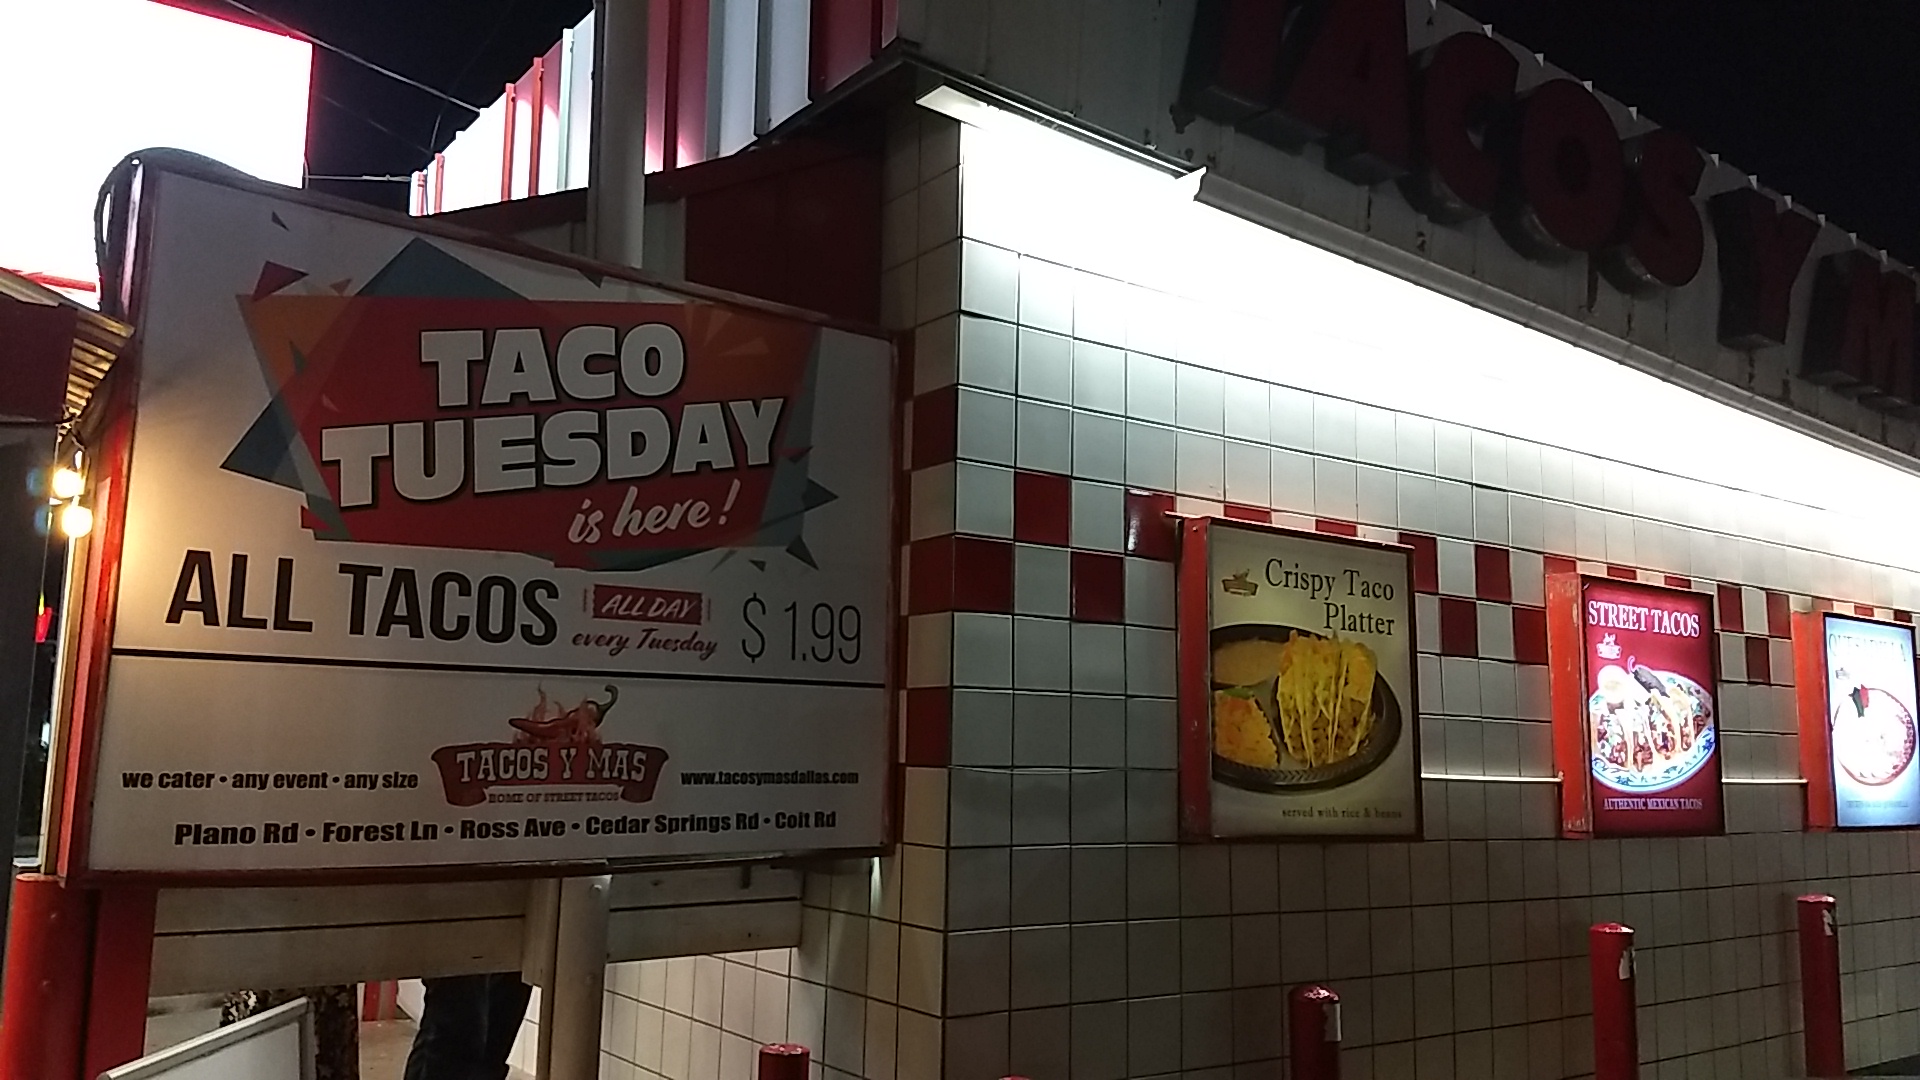 TACO
TUESDAY
is here!
ALL TACOS
ALL DAY
every Tuesday
$1.99
TACOS Y MAS
HOME OF STREET TACOS
we cater • any event • any size
www.tacosymasdallas.com
Plano Rd • Forest Ln • Ross Ave • Cedar Springs Rd • Coit Rd
TACOS Y M
Crispy Taco
Platter
served with rice & beans
STREET TACOS
AUTHENTIC MEXICAN TACOS